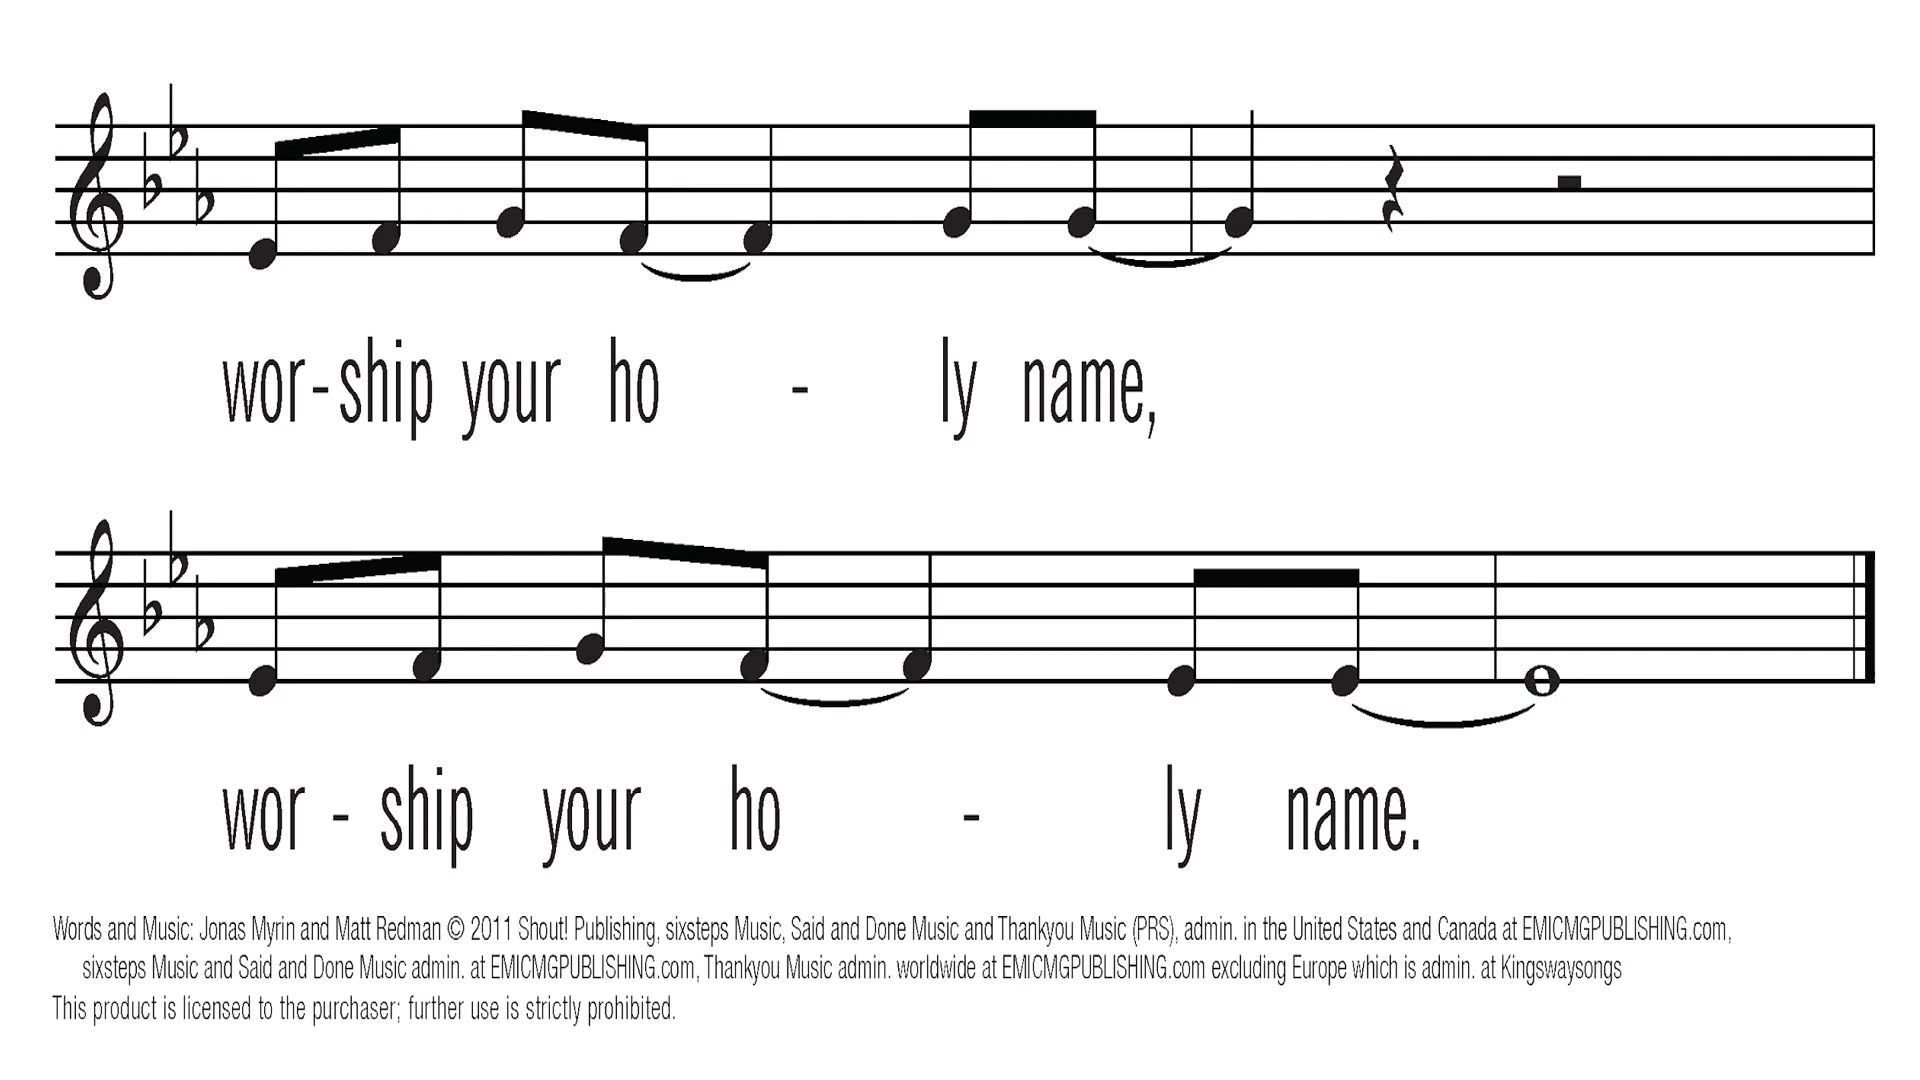 wor-ship your ho - ly name,
wor - ship your ho - ly name.
Words and Music: Jonas Myrin and Matt Redman © 2011 Shout! Publishing, sixsteps Music, Said and Done Music and Thankyou Music (PRS), admin. in the United States and Canada at EMICMGPUBLISHING.com,
sixsteps Music and Said and Done Music admin. at EMICMGPUBLISHING.com, Thankyou Music admin. worldwide at EMICMGPUBLISHING.com excluding Europe which is admin. at Kingswaysongs
This product is licensed to the purchaser; further use is strictly prohibited.